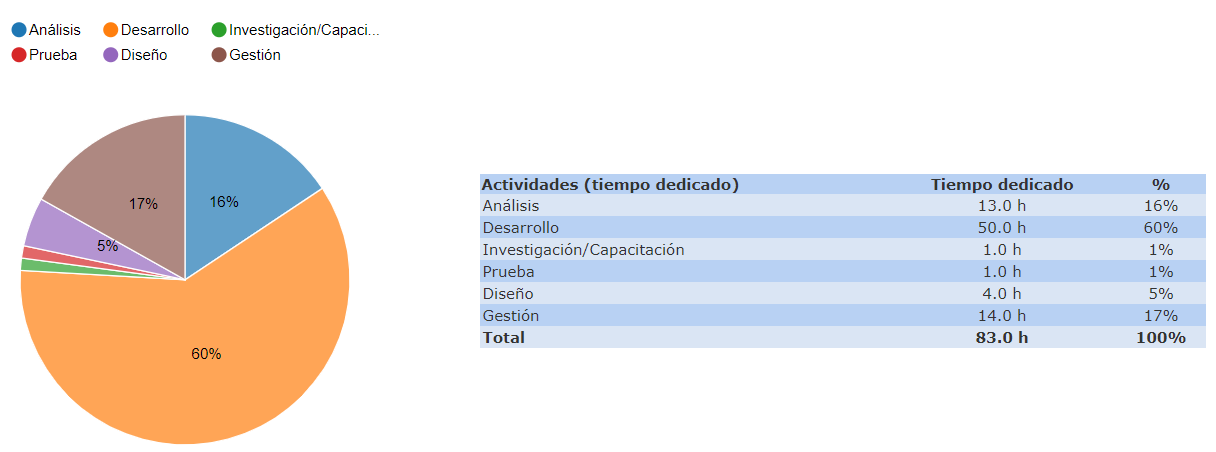 Análisis Desarrollo Investigación/Capaci...
Prueba Diseño Gestión
17% 16%
5%
60%
Actividades (tiempo dedicado) Tiempo dedicado %
Análisis 13.0 h 16%
Desarrollo 50.0 h 60%
Investigación/Capacitación 1.0 h 1%
Prueba 1.0 h 1%
Diseño 4.0 h 5%
Gestión 14.0 h 17%
Total 83.0 h 100%